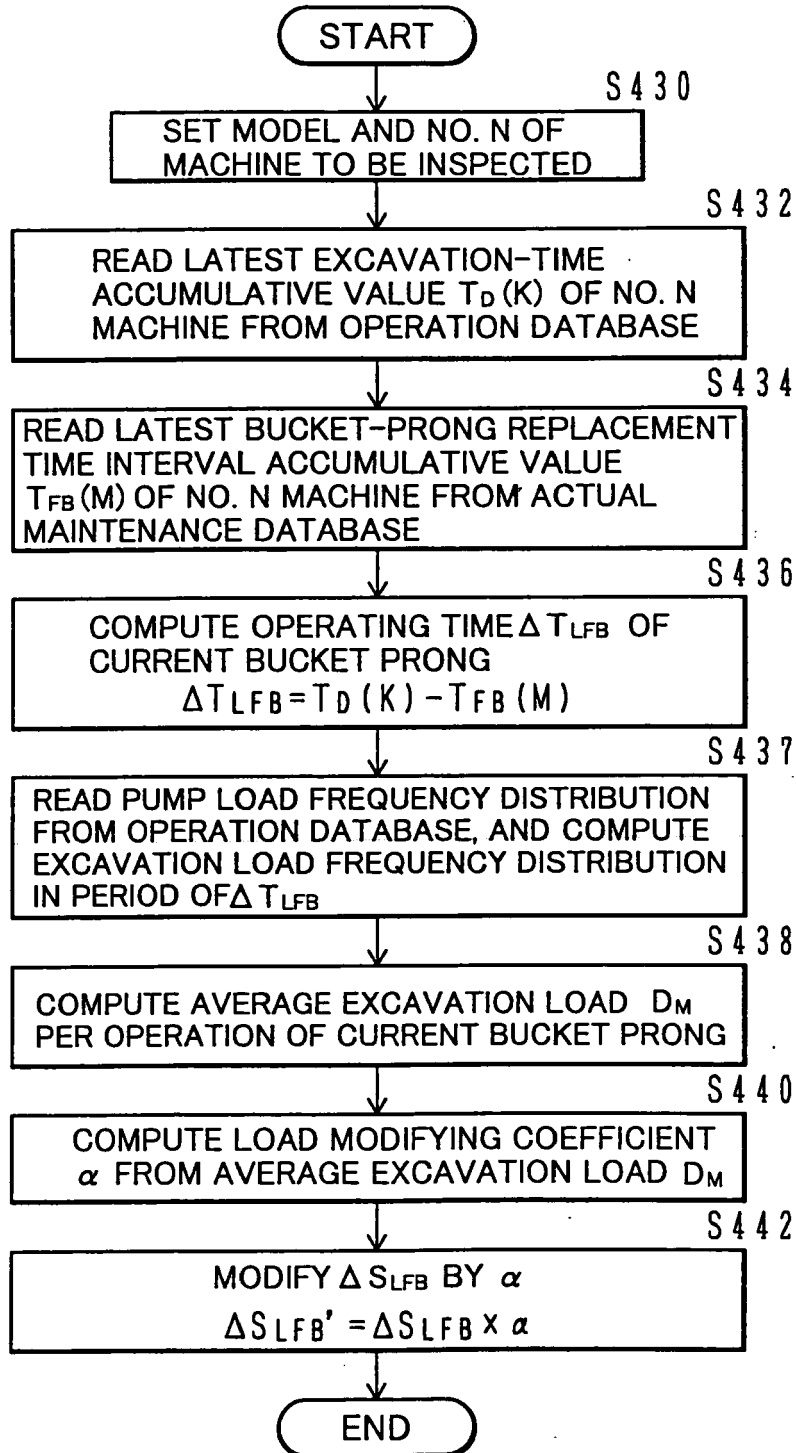 START
S430
SET MODEL AND NO. N OF
MACHINE TO BE INSPECTED
S432
READ LATEST EXCAVATION-TIME
ACCUMULATIVE VALUE TD(K) OF NO. N
MACHINE FROM OPERATION DATABASE
S434
READ LATEST BUCKET-PRONG REPLACEMENT
TIME INTERVAL ACCUMULATIVE VALUE
TFB(M) OF NO. N MACHINE FROM ACTUAL
MAINTENANCE DATABASE
S436
COMPUTE OPERATING TIME ΔTLFB OF
CURRENT BUCKET PRONG
ΔTLFB=TD(K)-TFB(M)
S437
READ PUMP LOAD FREQUENCY DISTRIBUTION
FROM OPERATION DATABASE, AND COMPUTE
EXCAVATION LOAD FREQUENCY DISTRIBUTION
IN PERIOD OF ΔTLFB
S438
COMPUTE AVERAGE EXCAVATION LOAD DM
PER OPERATION OF CURRENT BUCKET PRONG
S440
COMPUTE LOAD MODIFYING COEFFICIENT
α FROM AVERAGE EXCAVATION LOAD DM
S442
MODIFY ΔSLFB BY α
ΔSLFB' = ΔSLFB x α
END